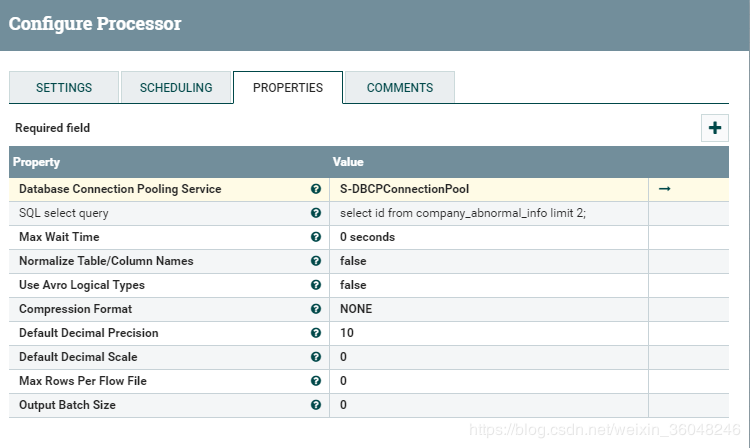 Configure Processor
SETTINGS SCHEDULING PROPERTIES COMMENTS
Required field
Property Value
Database Connection Pooling Service S-DBCPConnectionPool
SQL select query select id from company_abnormal_info limit 2;
Max Wait Time 0 seconds
Normalize Table/Column Names false
Use Avro Logical Types false
Compression Format NONE
Default Decimal Precision 10
Default Decimal Scale 0
Max Rows Per Flow File 0
Output Batch Size 0
https://blog.csdn.net/weixin_36048246